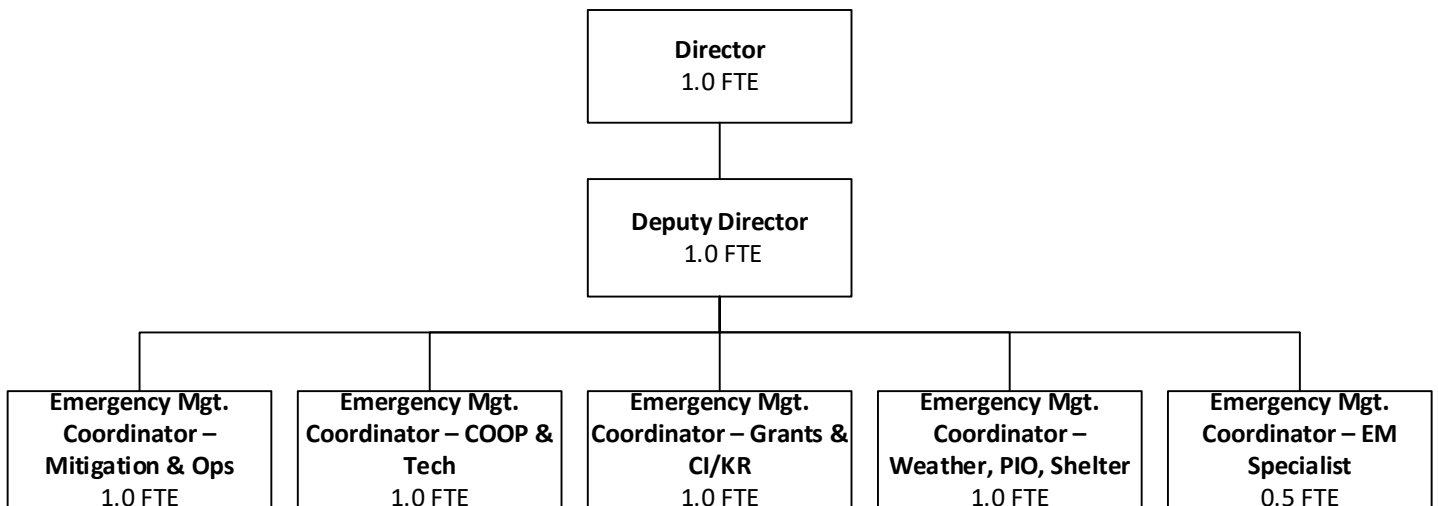 Director
1.0 FTE
Deputy Director
1.0 FTE
Emergency Mgt.
Coordinator –
Mitigation & Ops
1.0 FTE
Emergency Mgt.
Coordinator – COOP &
Tech
1.0 FTE
Emergency Mgt.
Coordinator – Grants &
CI/KR
1.0 FTE
Emergency Mgt.
Coordinator –
Weather, PIO, Shelter
1.0 FTE
Emergency Mgt.
Coordinator – EM
Specialist
0.5 FTE